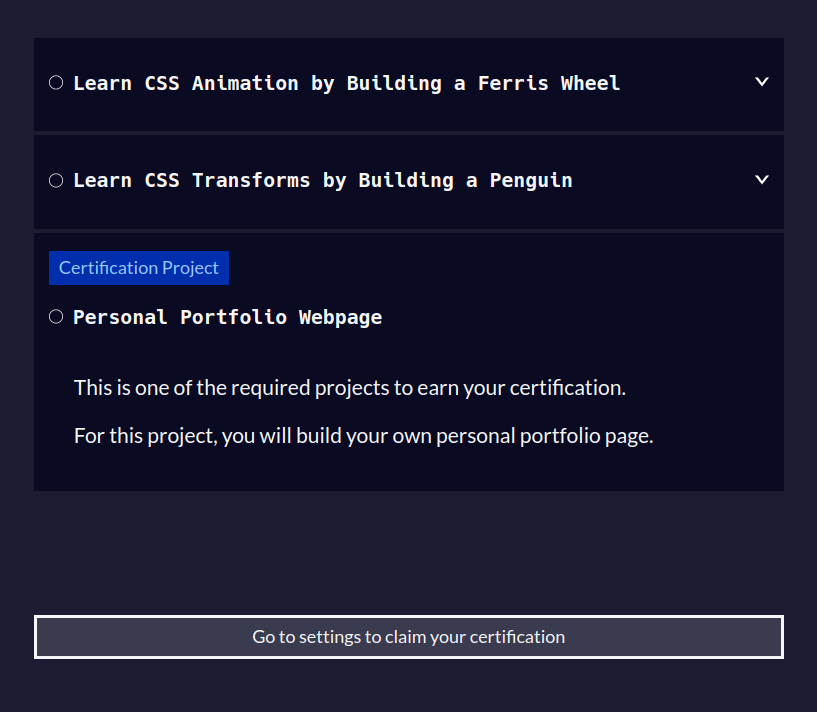 Learn CSS Animation by Building a Ferris Wheel
Learn CSS Transforms by Building a Penguin
Certification Project
Personal Portfolio Webpage
This is one of the required projects to earn your certification.
For this project, you will build your own personal portfolio page.
Go to settings to claim your certification